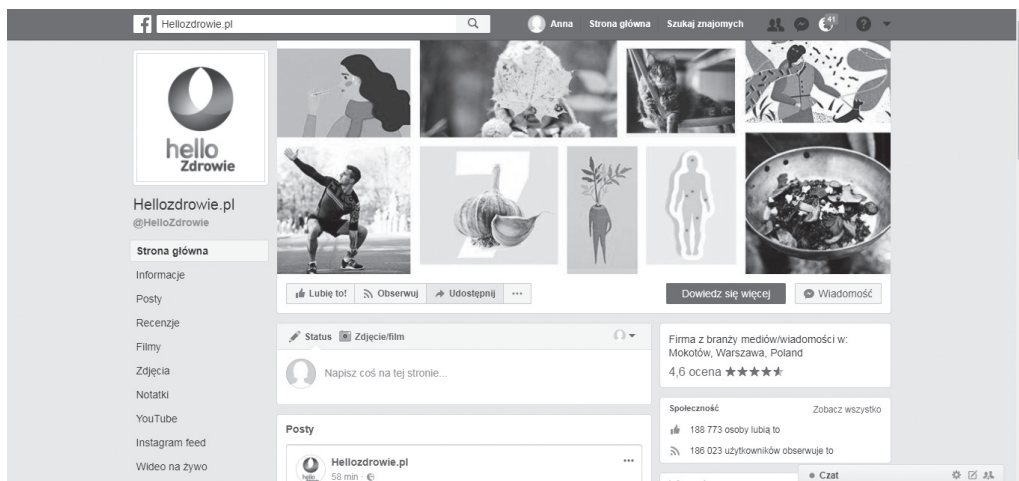 Hellozdrowie.pl
Anna Strona główna Szukaj znajomych 41
hello
Zdrowie
Hellozdrowie.pl
@HelloZdrowie
Strona główna
Informacje
Posty
Recenzje
Filmy
Zdjęcia
Notatki
YouTube
Instagram feed
Wideo na żywo
7
Lubię to! Obserwuj Udostępnij
Dowiedz się więcej Wiadomość
Status Zdjęcie/film
Napisz coś na tej stronie...
Posty
Hellozdrowie.pl
hello
58 min
Firma z branży mediów/wiadomości w:
Mokotów, Warszawa, Poland
4,6 ocena ★★★★★
Społeczność Zobacz wszystko
188 773 osoby lubią to
186 023 użytkowników obserwuje to
Czat